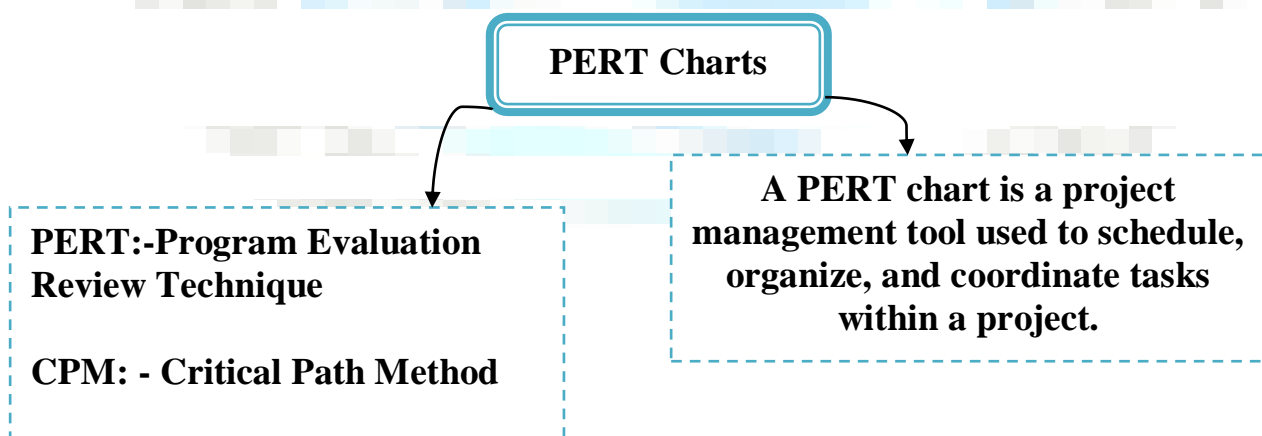 PERT Charts
PERT:-Program Evaluation
Review Technique
CPM: - Critical Path Method
A PERT chart is a project
management tool used to schedule,
organize, and coordinate tasks
within a project.